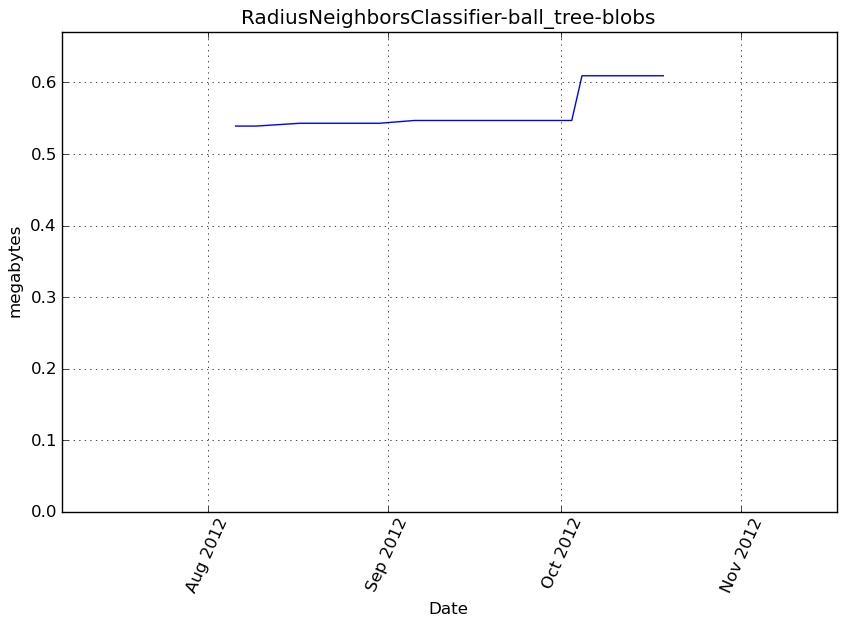 RadiusNeighborsClassifier-ball_tree-blobs
0.6
0.5
0.4
0.3
0.2
0.1
0.0
megabytes
Aug 2012
Sep 2012
Oct 2012
Nov 2012
Date